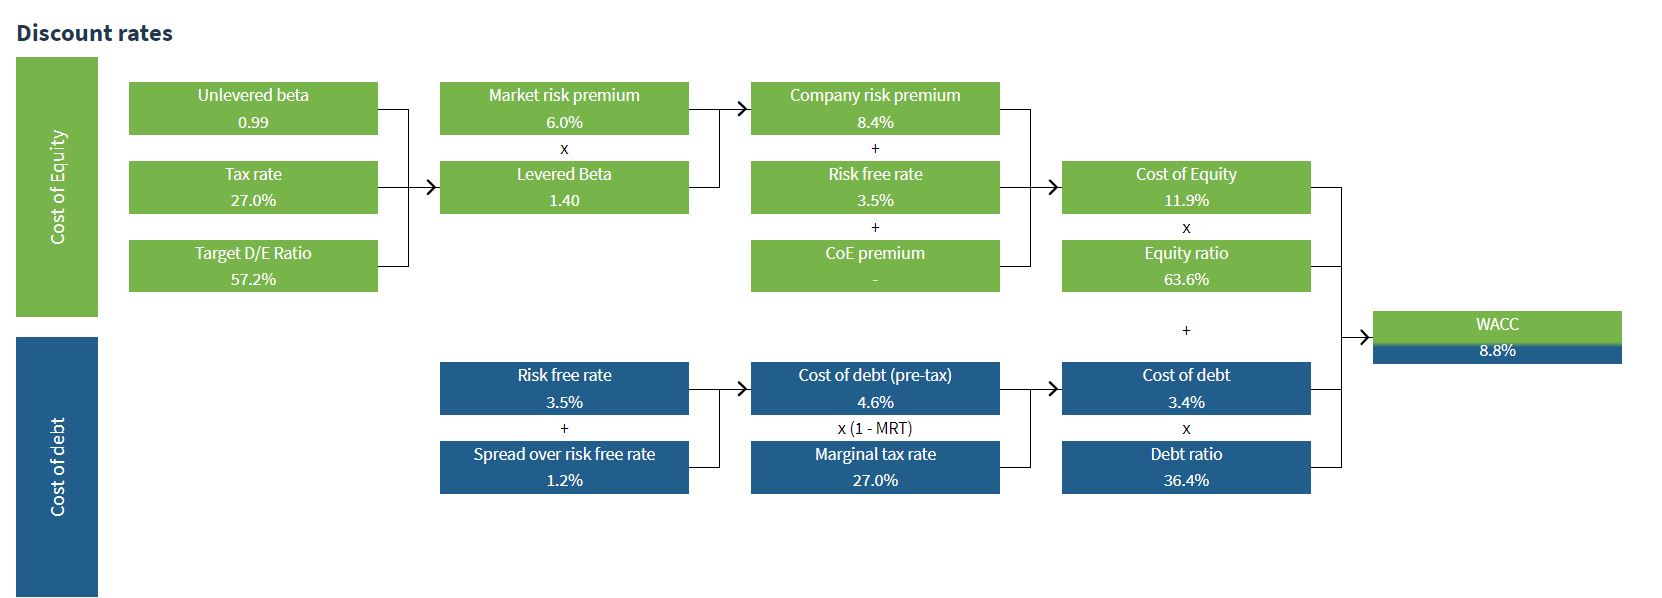 Discount rates
Cost of Equity
Unlevered beta
0.99
Tax rate
27.0%
Target D/E Ratio
57.2%
Market risk premium
6.0%
x
Levered Beta
1.40
Company risk premium
8.4%
+
Risk free rate
3.5%
+
CoE premium
-
Cost of Equity
11.9%
x
Equity ratio
63.6%
+
WACC
8.8%
Cost of debt
Risk free rate
3.5%
+
Spread over risk free rate
1.2%
Cost of debt (pre-tax)
4.6%
x (1 - MRT)
Marginal tax rate
27.0%
Cost of debt
3.4%
x
Debt ratio
36.4%